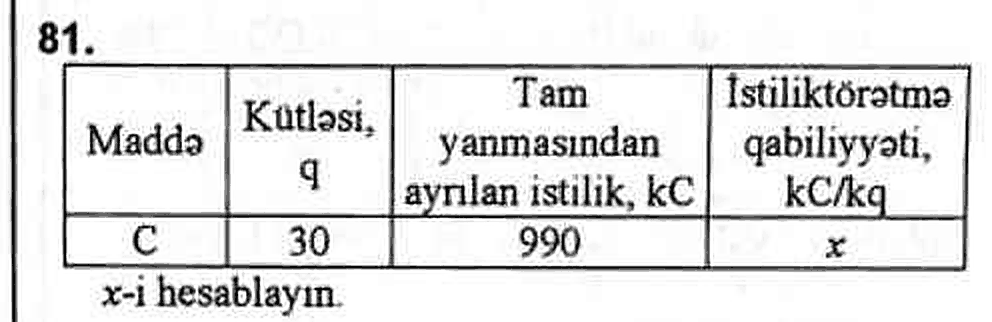 81.
Maddə
Kütləsi,
q
Tam
yanmasından
ayrılan istilik, kC
İstiliktörətmə
qabiliyyəti,
kC/kq
C 30 990 x
x-i hesablayın.